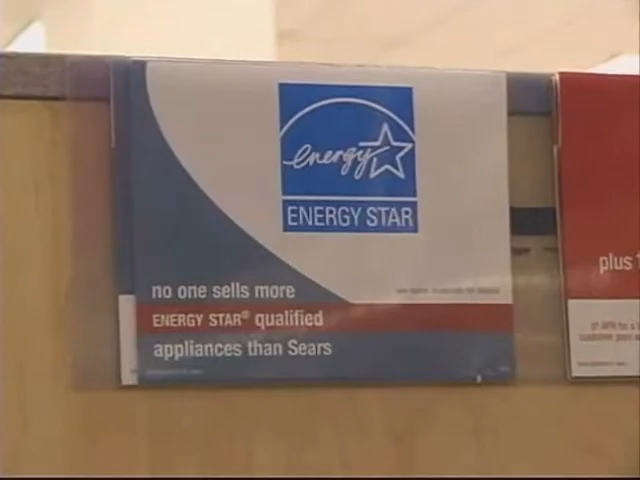 energy
ENERGY STAR
no one sells more
ENERGY STAR® qualified
appliances than Sears
plus